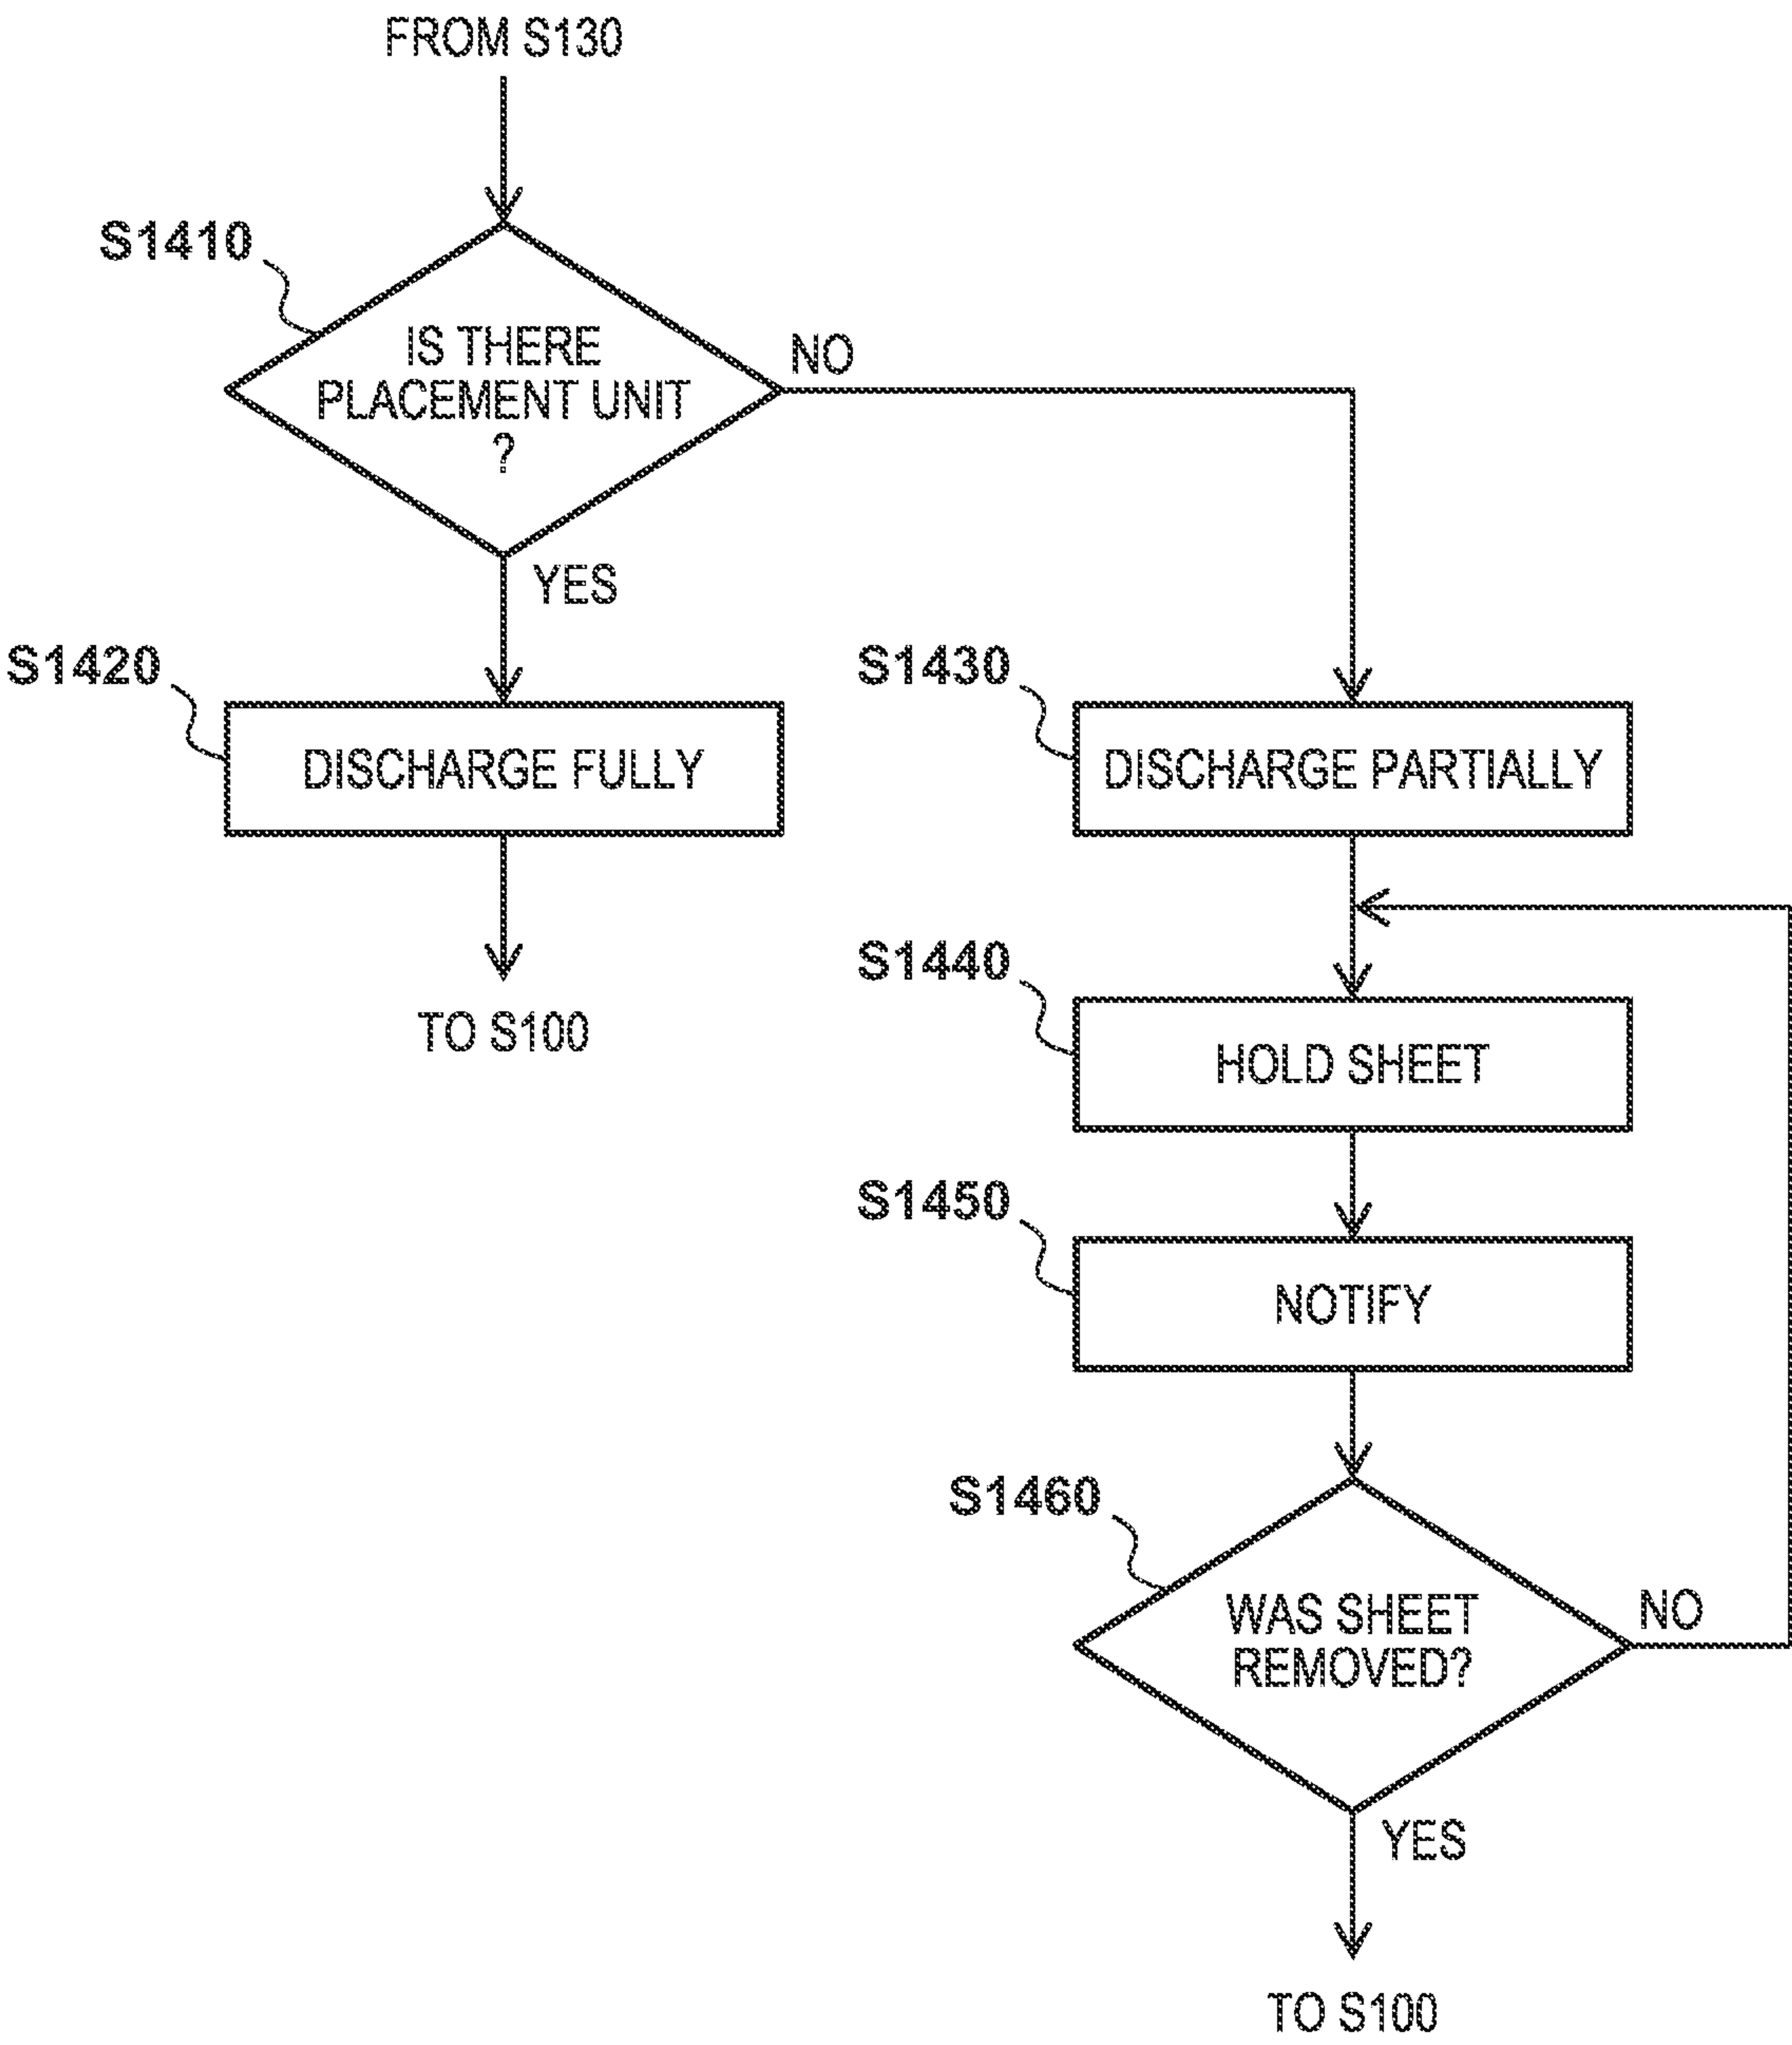 FROM S130
S1410
IS THERE
PLACEMENT UNIT
?
NO
YES
S1420
DISCHARGE FULLY
TO S100
S1430
DISCHARGE PARTIALLY
S1440
HOLD SHEET
S1450
NOTIFY
S1460
WAS SHEET
REMOVED?
NO
YES
TO S100